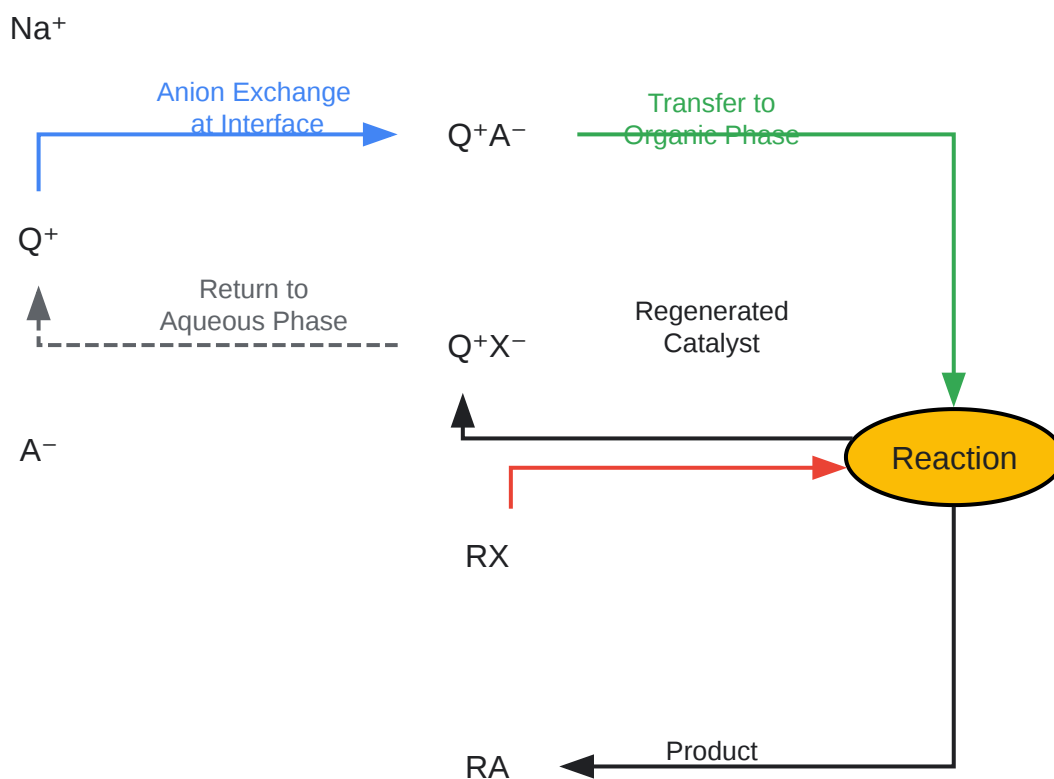 Na⁺
Anion Exchange
at Interface
Transfer to
Organic Phase
Q⁺A⁻
Q⁺
Return to
Aqueous Phase
Regenerated
Catalyst
Q⁺X⁻
A⁻
Reaction
RX
Product
RA